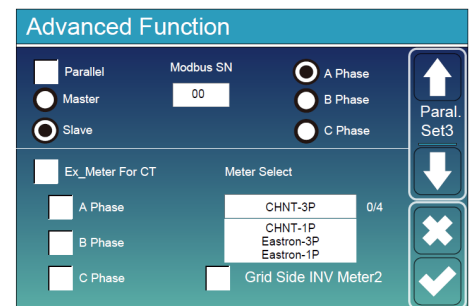 Advanced Function
Parallel
Modbus SN
A Phase
Master
00
B Phase
Slave
C Phase
Paral.
Set3
Ex_Meter For CT
Meter Select
A Phase
CHNT-3P
0/4
B Phase
CHNT-1P
Eastron-3P
Eastron-1P
C Phase
Grid Side INV Meter2